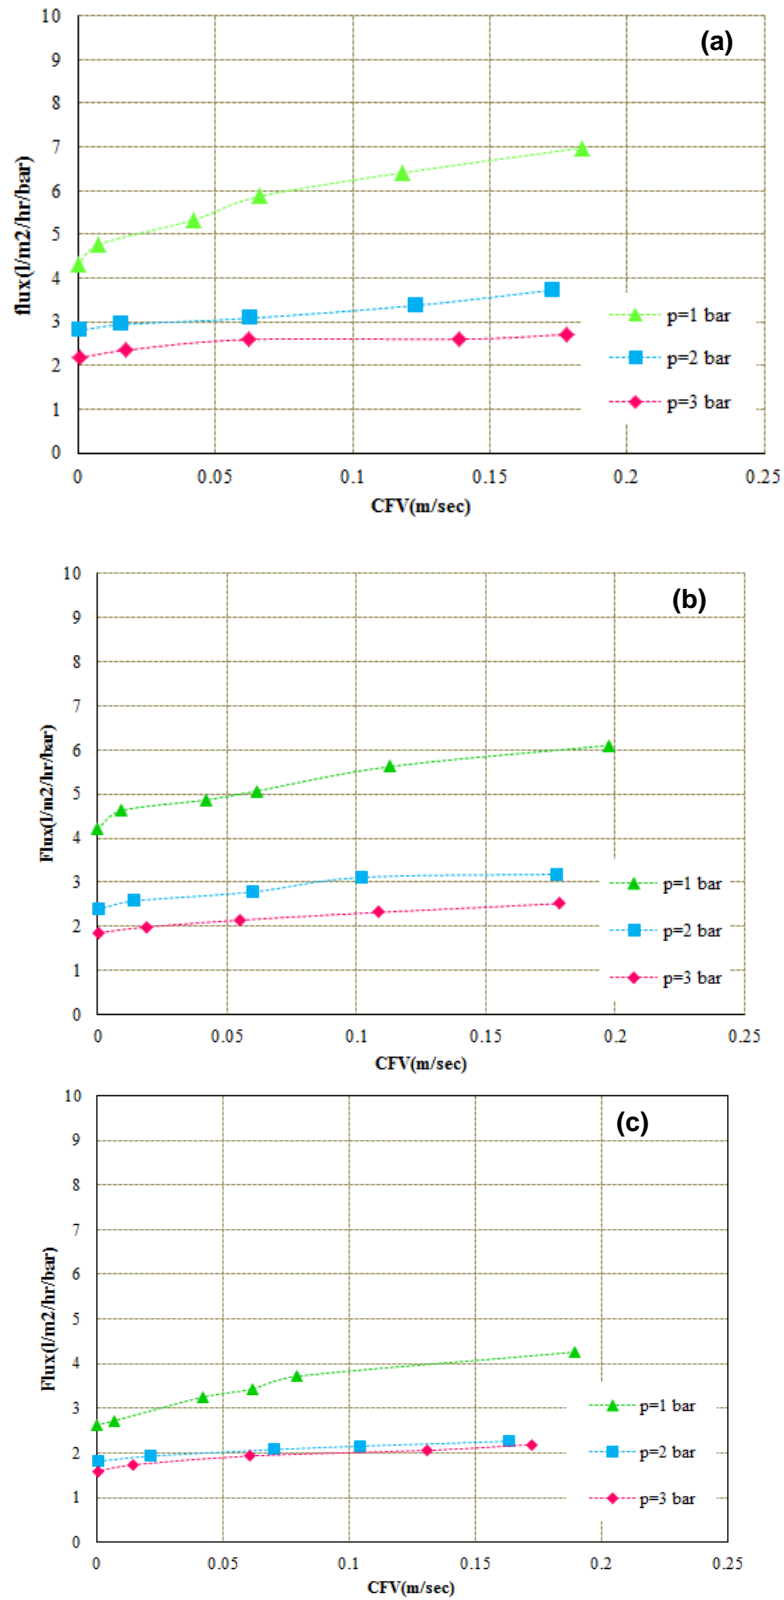 (a)
10
9
8
7
6
5
4
3
2
1
0
flux(l/m2/hr/bar)
p=1 bar
p=2 bar
p=3 bar
0 0.05 0.1 0.15 0.2 0.25
CFV(m/sec)
(b)
10
9
8
7
6
5
4
3
2
1
0
Flux(l/m2/hr/bar)
p=1 bar
p=2 bar
p=3 bar
0 0.05 0.1 0.15 0.2 0.25
CFV(m/sec)
(c)
10
9
8
7
6
5
4
3
2
1
0
Flux(l/m2/hr/bar)
p=1 bar
p=2 bar
p=3 bar
0 0.05 0.1 0.15 0.2 0.25
CFV(m/sec)